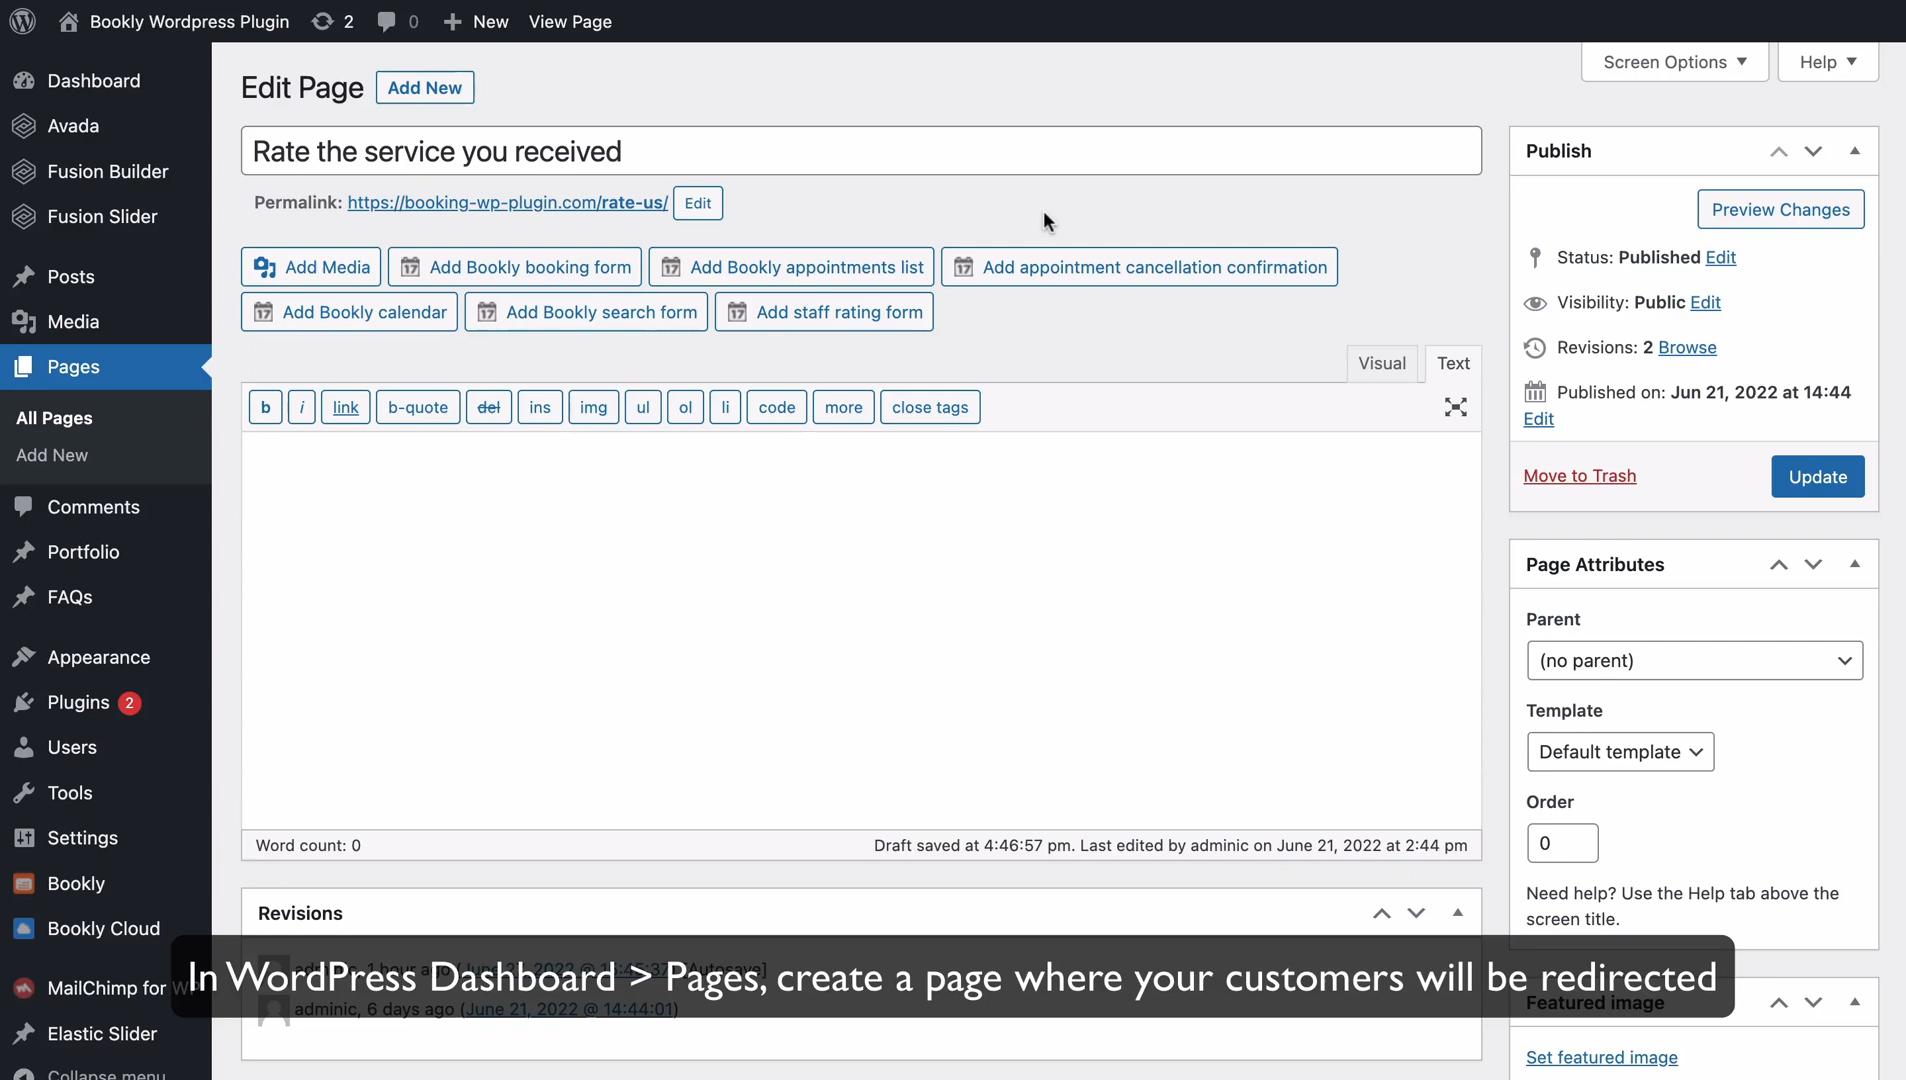 Bookly Wordpress Plugin 2 0 New View Page
Screen Options Help
Dashboard
Avada
Fusion Builder
Fusion Slider
Posts
Media
Pages
All Pages
Add New
Comments
Portfolio
FAQs
Appearance
Plugins 2
Users
Tools
Settings
Bookly
Bookly Cloud
MailChimp for WP
Elastic Slider
Collapse menu
Edit Page Add New
Rate the service you received
Permalink: https://booking-wp-plugin.com/rate-us/ Edit
Add Media Add Bookly booking form Add Bookly appointments list Add appointment cancellation confirmation
Add Bookly calendar Add Bookly search form Add staff rating form
Visual Text
b i link b-quote del ins img ul ol li code more close tags
Word count: 0 Draft saved at 4:46:57 pm. Last edited by adminic on June 21, 2022 at 2:44 pm
Revisions
adminic, 1 hour ago [Autosave]
adminic, 6 days ago (June 21, 2022 @ 14:44:01)
In WordPress Dashboard > Pages, create a page where your customers will be redirected
Publish
Preview Changes
Status: Published Edit
Visibility: Public Edit
Revisions: 2 Browse
Published on: Jun 21, 2022 at 14:44
Edit
Move to Trash Update
Page Attributes
Parent
(no parent)
Template
Default template
Order
0
Need help? Use the Help tab above the
screen title.
Featured image
Set featured image